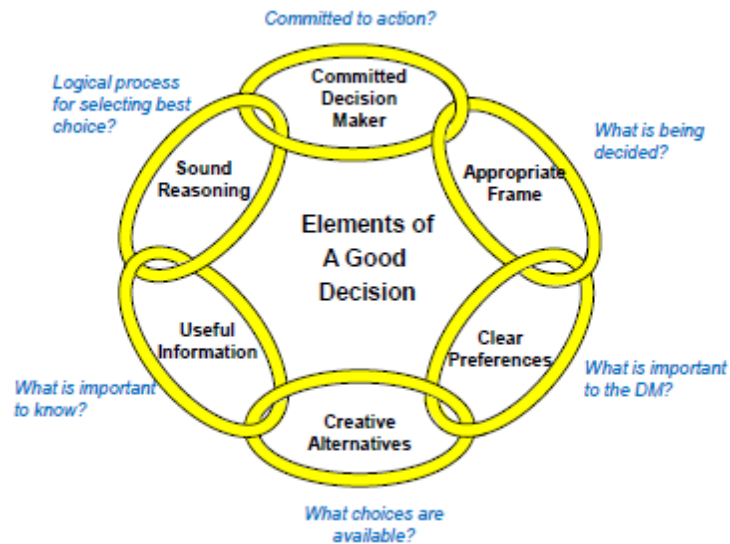 Committed to action?
Committed
Decision
Maker
Logical process
for selecting best
choice?
What is being
decided?
Sound
Reasoning
Appropriate
Frame
Elements of
A Good
Decision
Useful
Information
Clear
Preferences
What is important
to know?
What is important
to the DM?
Creative
Alternatives
What choices are
available?